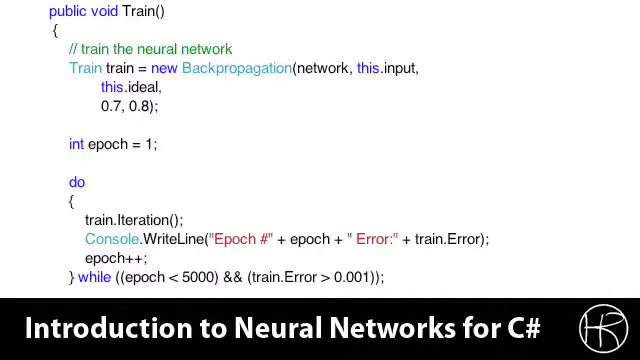 public void Train()
{
// train the neural network
Train train = new Backpropagation(network, this.input,
this.ideal,
0.7, 0.8);
int epoch = 1;
do
{
train.Iteration();
Console.WriteLine("Epoch #" + epoch + " Error:" + train.Error);
epoch++;
} while ((epoch < 5000) && (train.Error > 0.001));
Introduction to Neural Networks for C#